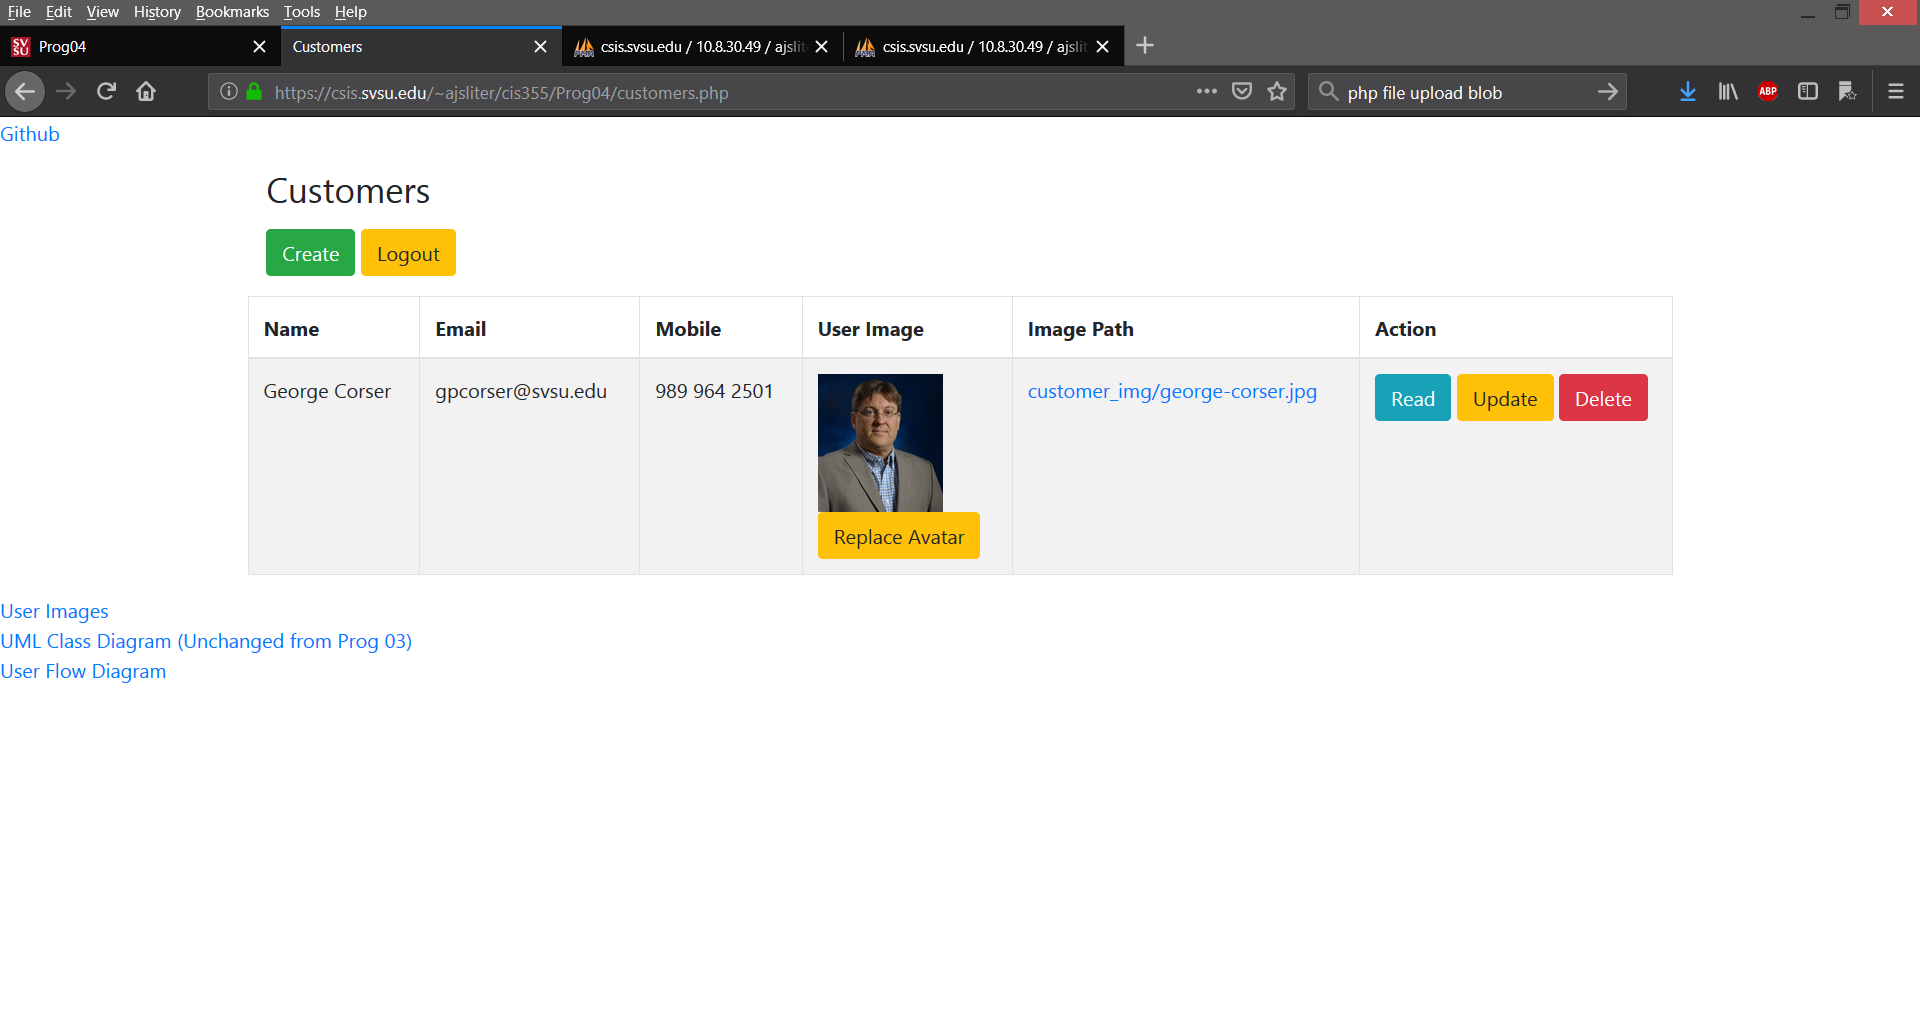 File Edit View History Bookmarks Tools Help
Prog04 Customers csis.svsu.edu / 10.8.30.49 / ajslit csis.svsu.edu / 10.8.30.49 / ajslit
https://csis.svsu.edu/~ajsliter/cis355/Prog04/customers.php php file upload blob ABP
Github
Customers
Create Logout
Name Email Mobile User Image Image Path Action
George Corser gpcorser@svsu.edu 989 964 2501 customer_img/george-corser.jpg Read Update Delete
Replace Avatar
User Images
UML Class Diagram (Unchanged from Prog 03)
User Flow Diagram